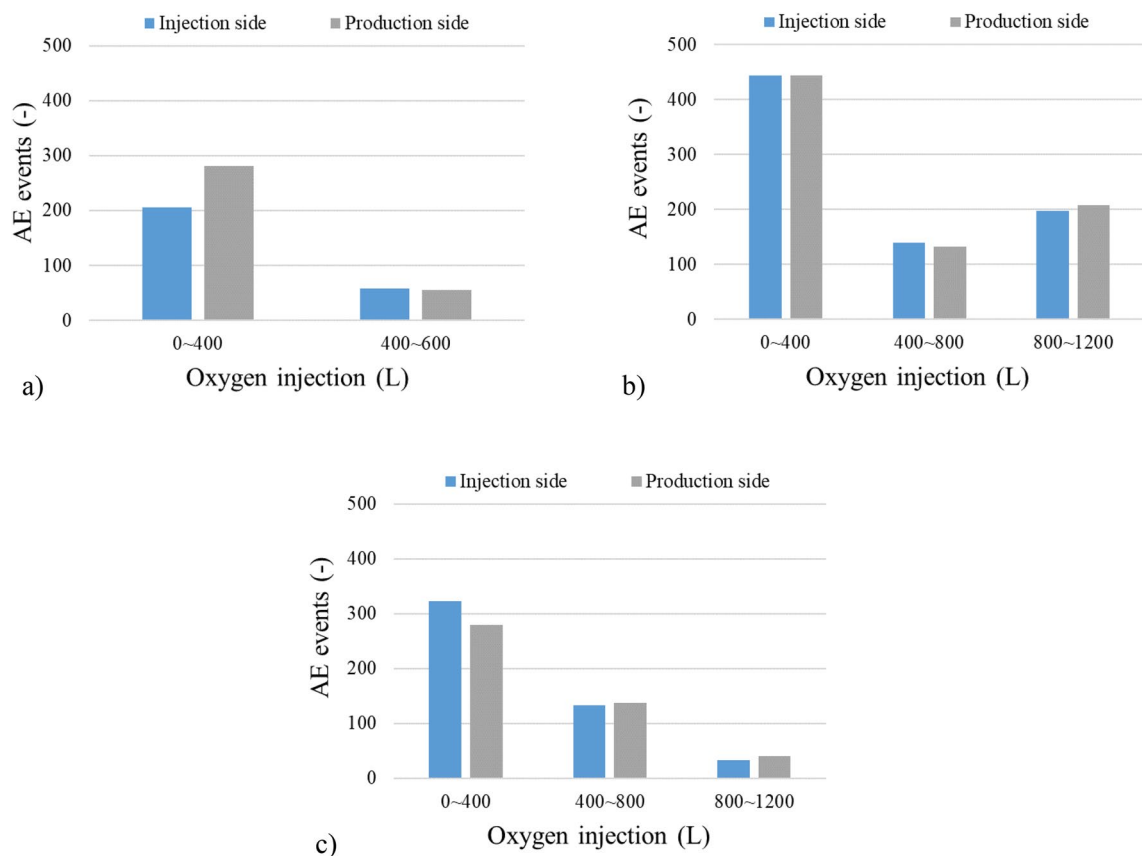 Injection side Production side
500
400
300
200
100
0
AE events (-)
0~400 400~600
Oxygen injection (L)
a)
Injection side Production side
500
400
300
200
100
0
AE events (-)
0~400 400~800 800~1200
Oxygen injection (L)
b)
Injection side Production side
500
400
300
200
100
0
AE events (-)
0~400 400~800 800~1200
Oxygen injection (L)
c)